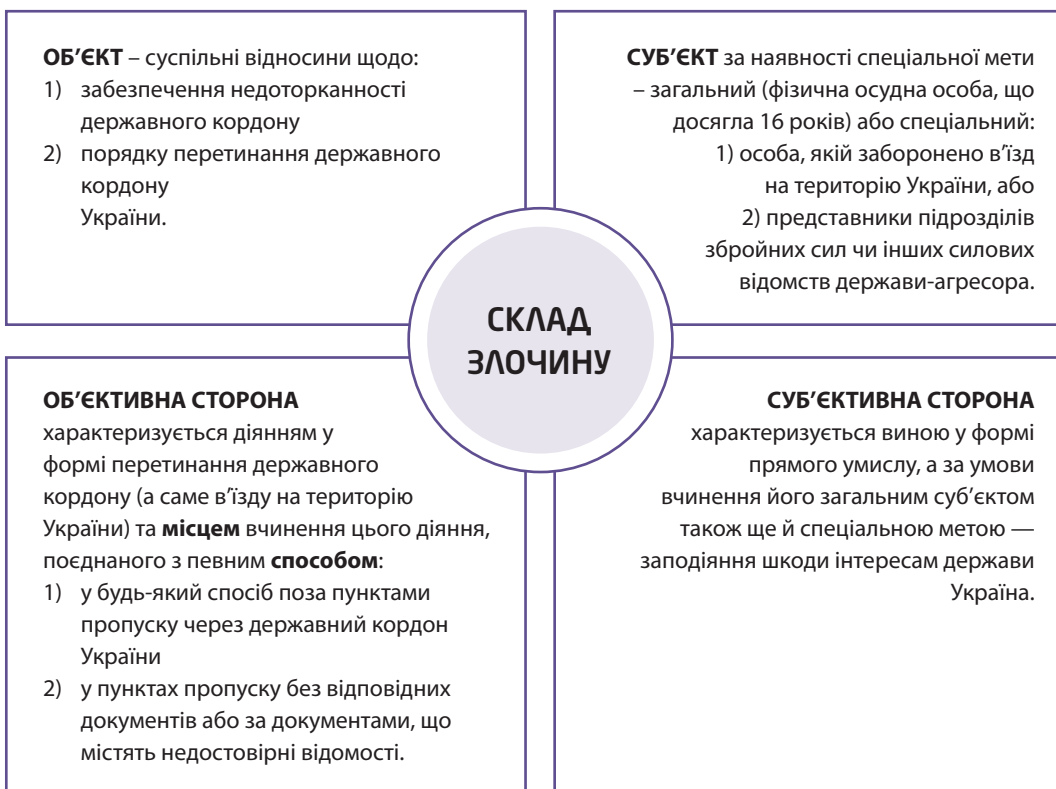 ОБ’ЄКТ – суспільні відносини щодо:
1) забезпечення недоторканності
державного кордону
2) порядку перетинання державного
кордону
України.
СУБ’ЄКТ за наявності спеціальної мети
– загальний (фізична осудна особа, що
досягла 16 років) або спеціальний:
1) особа, якій заборонено в’їзд
на територію України, або
2) представники підрозділів
збройних сил чи інших силових
відомств держави-агресора.
СКЛАД
ЗЛОЧИНУ
ОБ’ЄКТИВНА СТОРОНА
характеризується діянням у
формі перетинання державного
кордону (а саме в’їзду на територію
України) та місцем вчинення цього діяння,
поєднаного з певним способом:
1) у будь-який спосіб поза пунктами
пропуску через державний кордон
України
2) у пунктах пропуску без відповідних
документів або за документами, що
містять недостовірні відомості.
СУБ’ЄКТИВНА СТОРОНА
характеризується виною у формі
прямого умислу, а за умови
вчинення його загальним суб’єктом
також ще й спеціальною метою —
заподіяння шкоди інтересам держави
Україна.